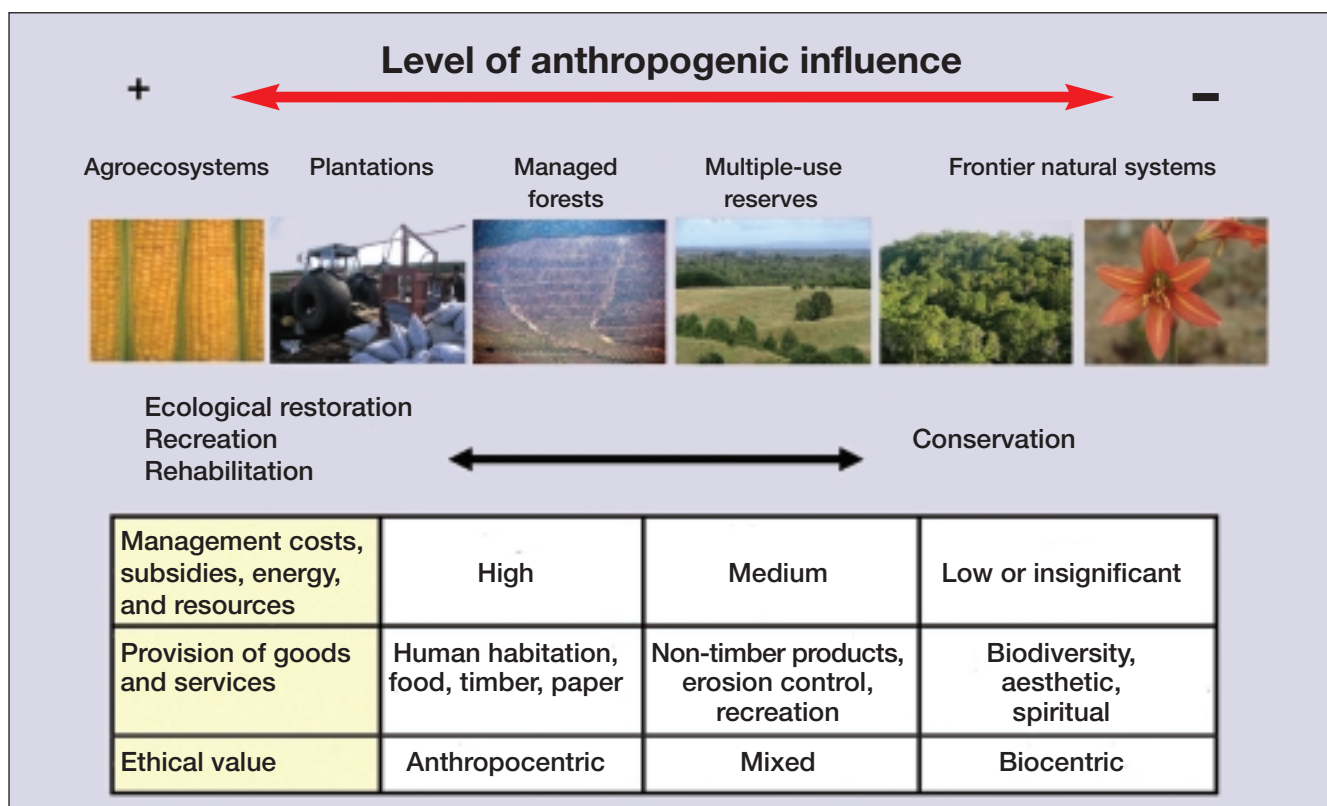 Level of anthropogenic influence
+
–
Agroecosystems
Plantations
Managed
forests
Multiple-use
reserves
Frontier natural systems
Ecological restoration
Recreation
Rehabilitation
Conservation
Management costs,
subsidies, energy,
and resources
High
Medium
Low or insignificant
Provision of goods
and services
Human habitation,
food, timber, paper
Non-timber products,
erosion control,
recreation
Biodiversity,
aesthetic,
spiritual
Ethical value
Anthropocentric
Mixed
Biocentric